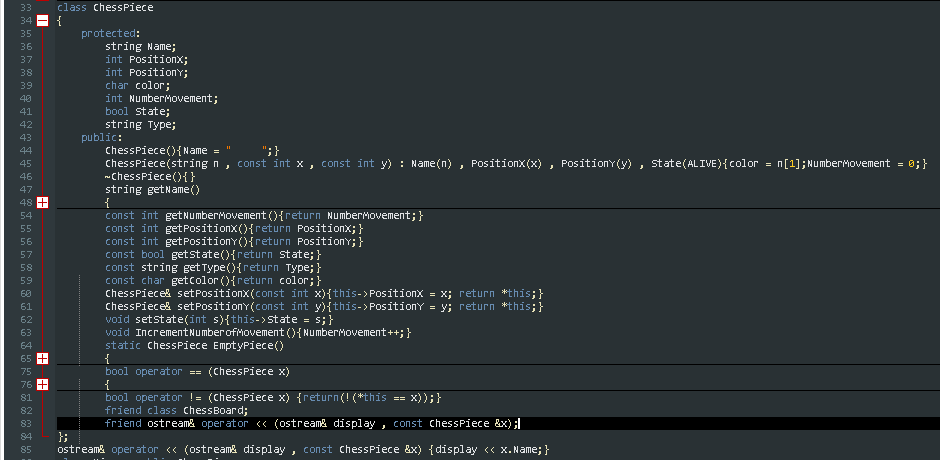 33 class ChessPiece
34 {
35 protected:
36 string Name;
37 int PositionX;
38 int PositionY;
39 char color;
40 int NumberMovement;
41 bool State;
42 string Type;
43 public:
44 ChessPiece(){Name = "     ";}
45 ChessPiece(string n , const int x , const int y) : Name(n) , PositionX(x) , PositionY(y) , State(ALIVE){color = n[1];NumberMovement = 0;}
46 ~ChessPiece(){}
47 string getName()
48 {
54 const int getNumberMovement(){return NumberMovement;}
55 const int getPositionX(){return PositionX;}
56 const int getPositionY(){return PositionY;}
57 const bool getState(){return State;}
58 const string getType(){return Type;}
59 const char getColor(){return color;}
60 ChessPiece& setPositionX(const int x){this->PositionX = x; return *this;}
61 ChessPiece& setPositionY(const int y){this->PositionY = y; return *this;}
62 void setState(int s){this->State = s;}
63 void IncrementNumberofMovement(){NumberMovement++;}
64 static ChessPiece EmptyPiece()
65 {
75 bool operator == (ChessPiece x)
76 {
81 bool operator != (ChessPiece x) {return(!(*this == x));}
82 friend class ChessBoard;
83 friend ostream& operator << (ostream& display , const ChessPiece &x);
84 };
85 ostream& operator << (ostream& display , const ChessPiece &x) {display << x.Name;}